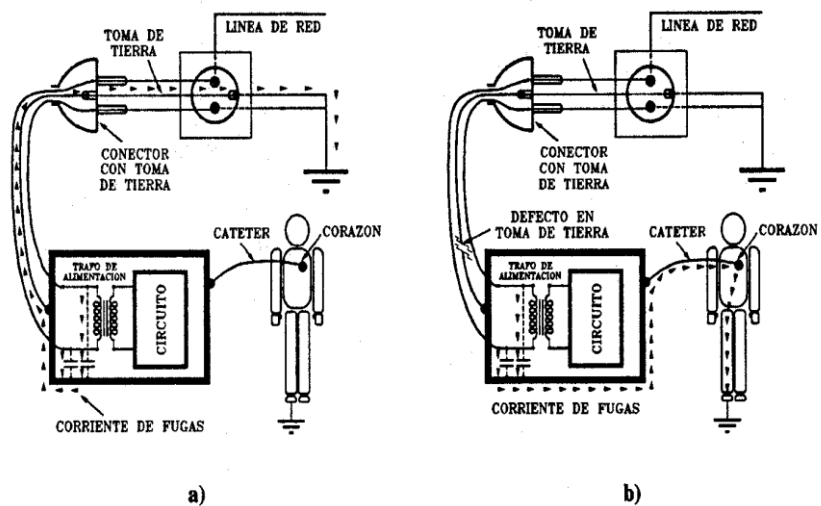 LINEA DE RED
TOMA DE
TIERRA
CONECTOR
CON TOMA
DE TIERRA
CATETER
CORAZON
TRAFO DE
ALIMENTACION
CIRCUITO
CORRIENTE DE FUGAS
a)
LINEA DE RED
TOMA DE
TIERRA
CONECTOR
CON TOMA
DE TIERRA
DEFECTO EN
TOMA DE TIERRA
CATETER
CORAZON
TRAFO DE
ALIMENTACION
CIRCUITO
CORRIENTE DE FUGAS
b)